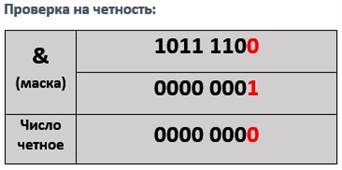 Проверка на четность:
&
(маска)
1011 1100
0000 0001
Число
четное
0000 0000